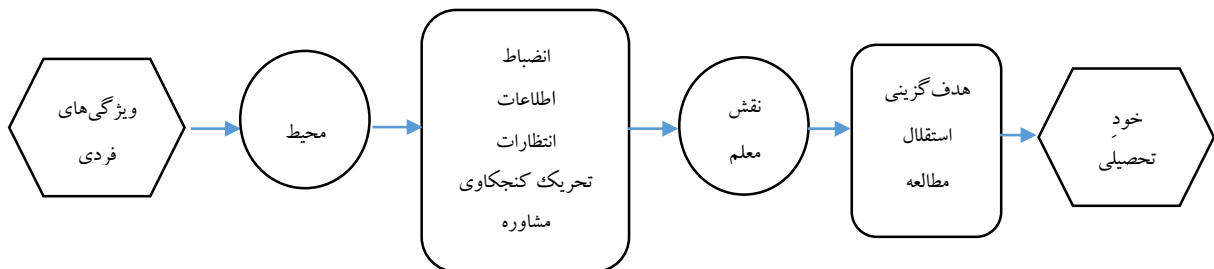 ویژگی‌های
فردی
محیط
انضباط
اطلاعات
انتظارات
تحریک کنجکاوی
مشاوره
نقش
معلم
هدف‌گزینی
استقلال
مطالعه
خودِ
تحصیلی